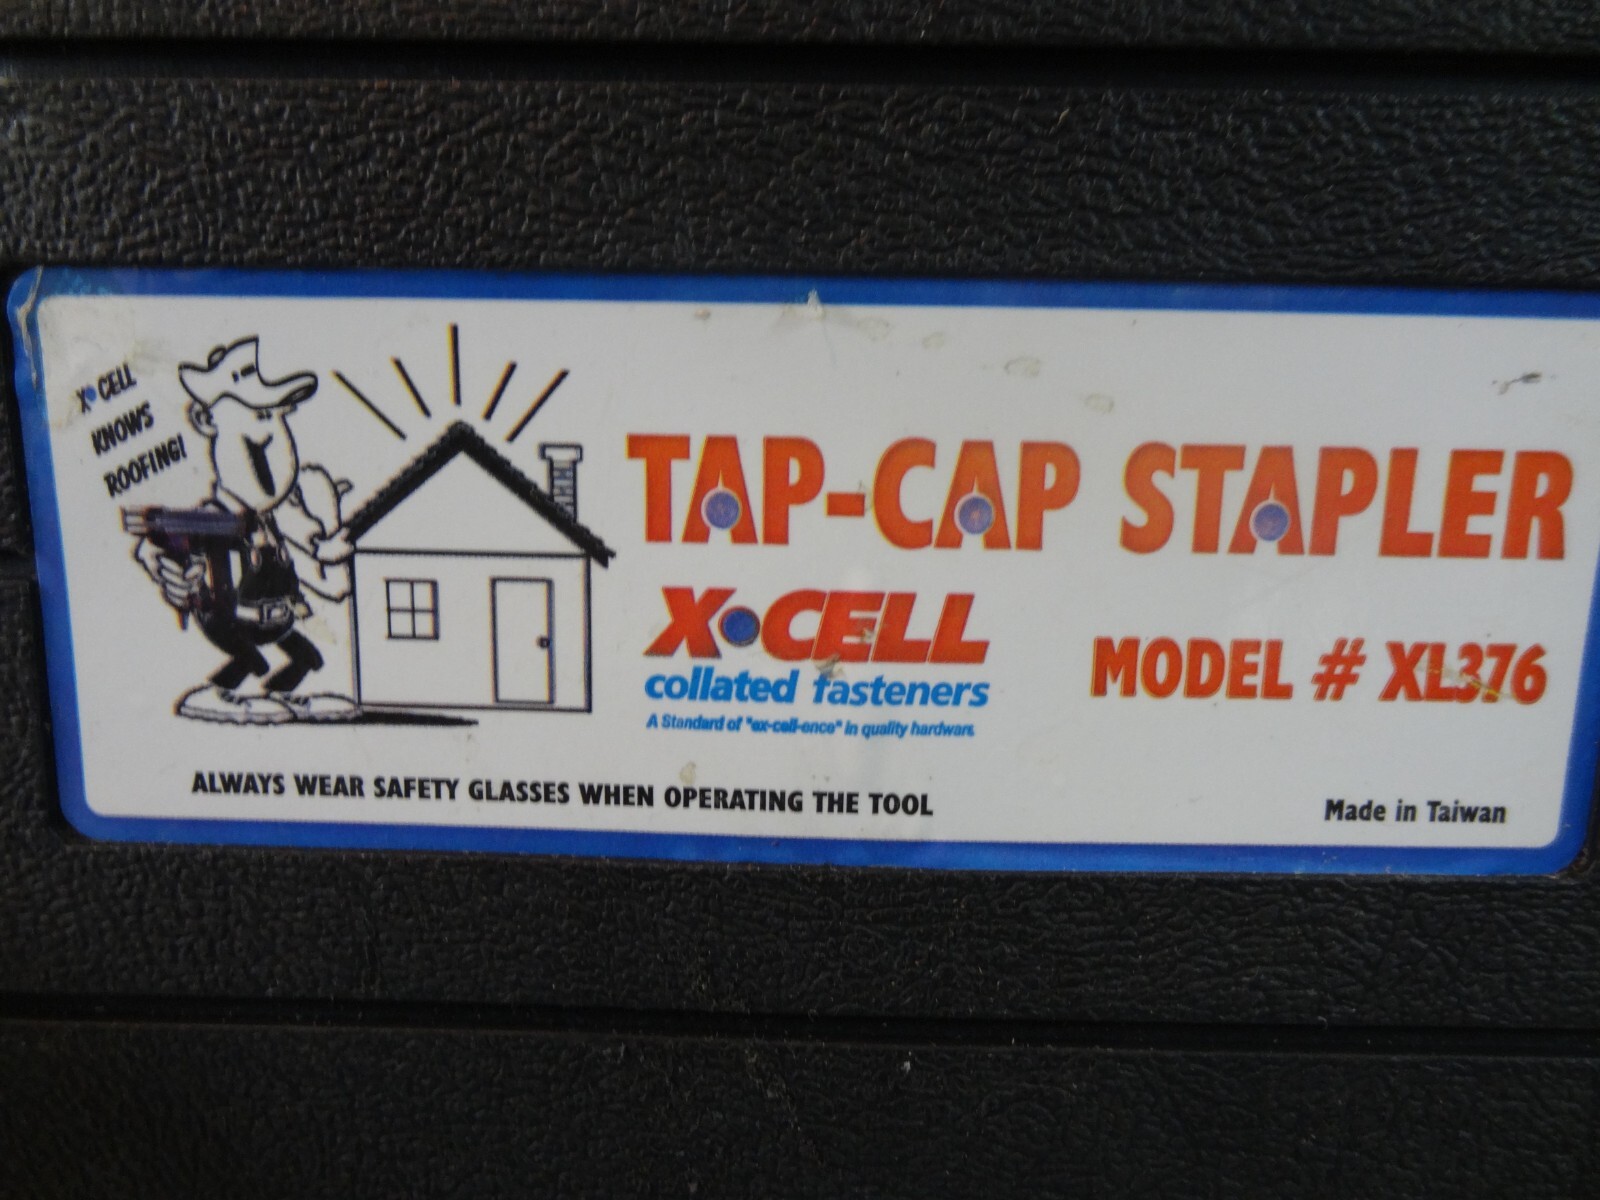 X•CELL
KNOWS
ROOFING!
TAP-CAP STAPLER
X•CELL
collated fasteners
A Standard of "ex-cell-ence" in quality hardware
MODEL # XL376
ALWAYS WEAR SAFETY GLASSES WHEN OPERATING THE TOOL
Made in Taiwan